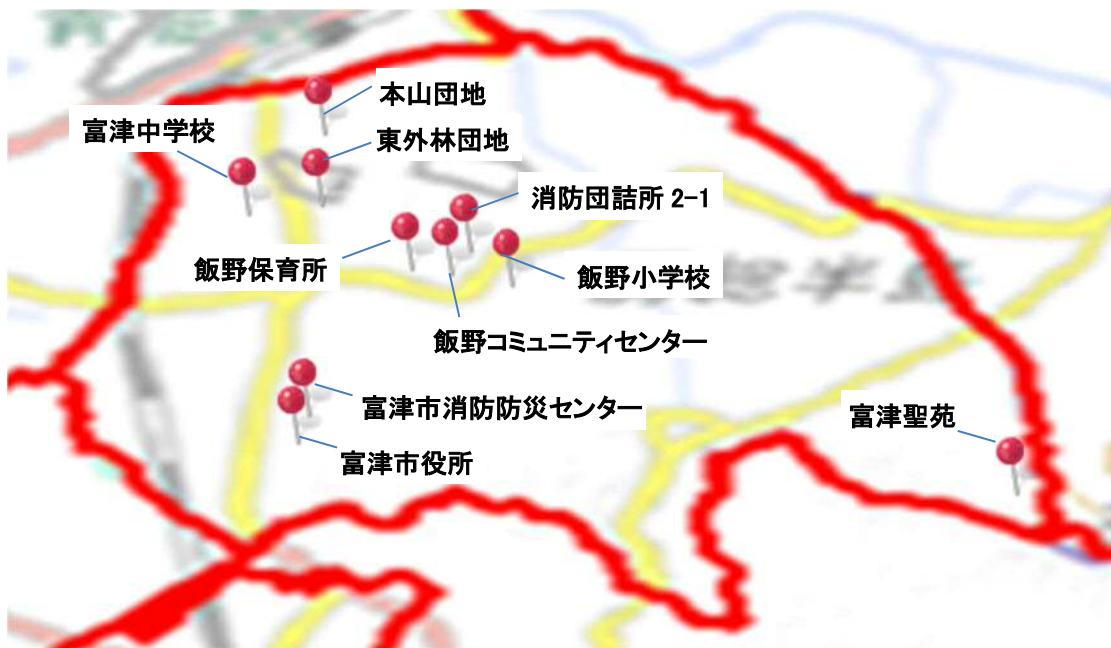 本山団地
富津中学校
東外林団地
消防団詰所 2-1
飯野保育所
飯野小学校
飯野コミュニティセンター
富津市消防防災センター
富津聖苑
富津市役所